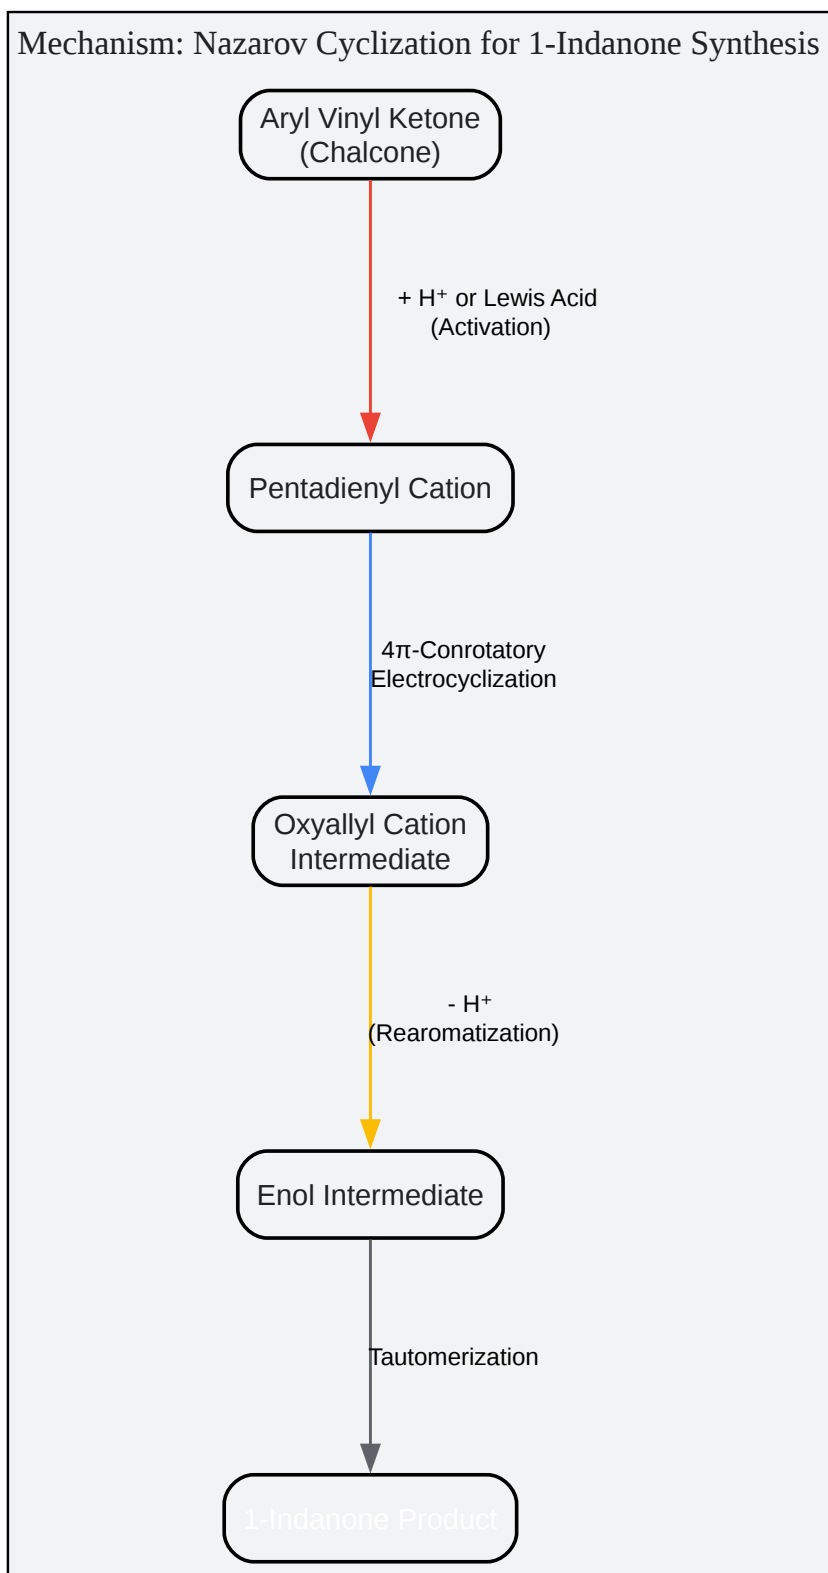 Mechanism: Nazarov Cyclization for 1-Indanone Synthesis
Aryl Vinyl Ketone
(Chalcone)
+ H⁺ or Lewis Acid
(Activation)
Pentadienyl Cation
4π-Conrotatory
Electrocyclization
Oxyallyl Cation
Intermediate
- H⁺
(Rearomatization)
Enol Intermediate
Tautomerization
1-Indanone Product